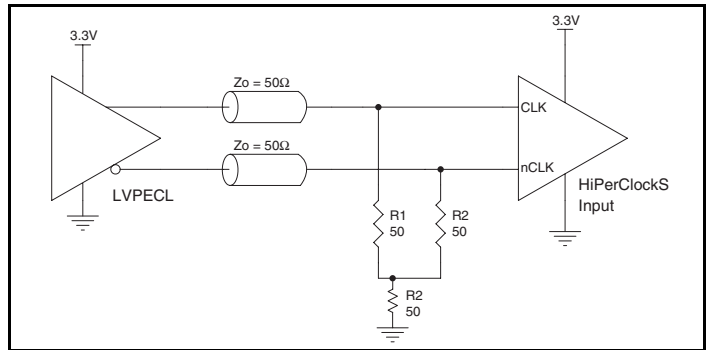 3.3V
3.3V
Zo = 50Ω
CLK
Zo = 50Ω
nCLK
LVPECL
HiPerClockS
Input
R1
50
R2
50
R2
50